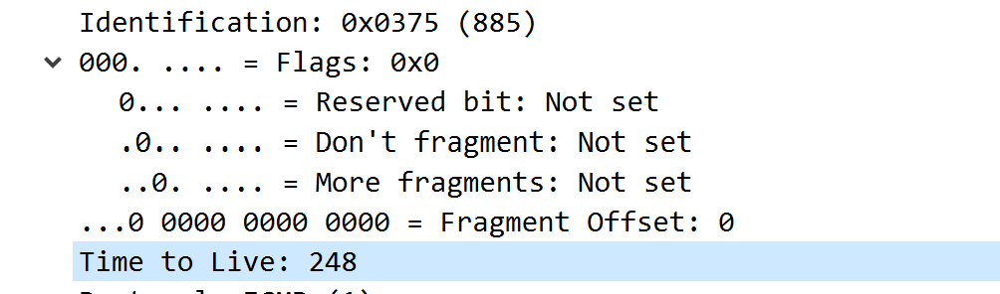 Identification: 0x0375 (885)
000. .... = Flags: 0x0
0... .... = Reserved bit: Not set
.0.. .... = Don't fragment: Not set
..0. .... = More fragments: Not set
...0 0000 0000 0000 = Fragment Offset: 0
Time to Live: 248